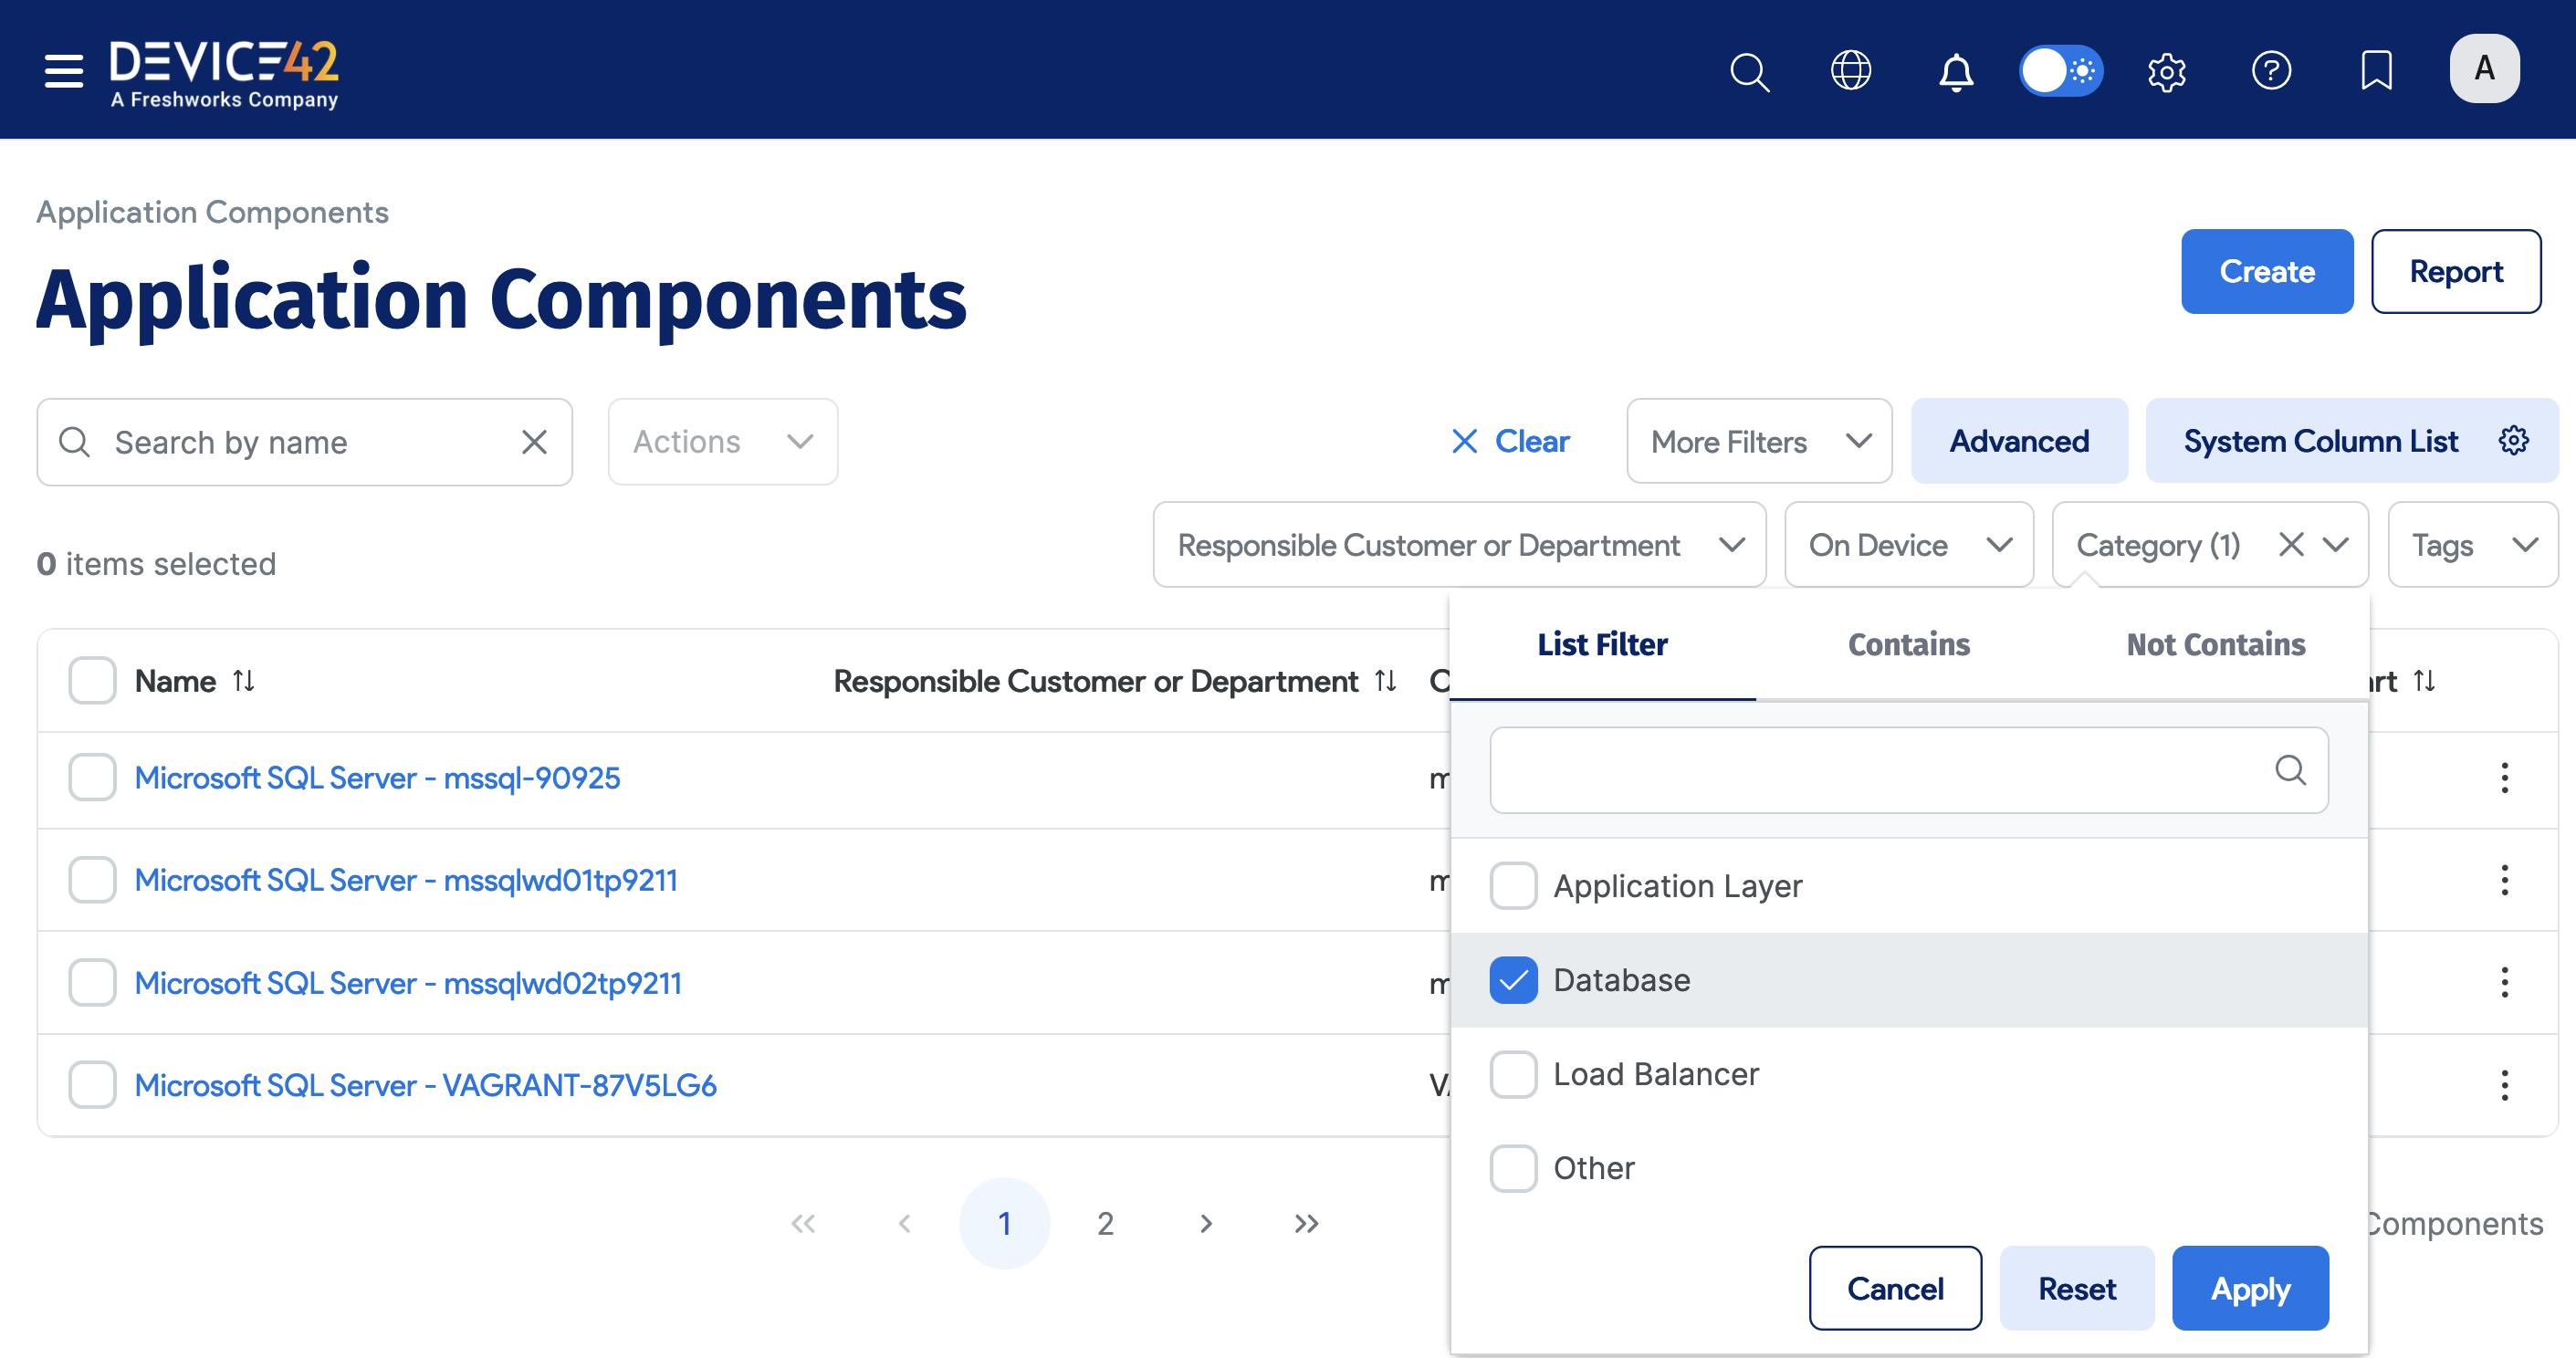 DEVICE42
A Freshworks Company
A
Application Components
Application Components
Create
Report
Search by name
Actions
Clear
More Filters
Advanced
System Column List
Responsible Customer or Department
On Device
Category (1)
Tags
0 items selected
List Filter
Contains
Not Contains
Name
Responsible Customer or Department
Microsoft SQL Server - mssql-90925
Microsoft SQL Server - mssqlwd01tp9211
Microsoft SQL Server - mssqlwd02tp9211
Microsoft SQL Server - VAGRANT-87V5LG6
Application Layer
Database
Load Balancer
Other
1
2
Components
Cancel
Reset
Apply